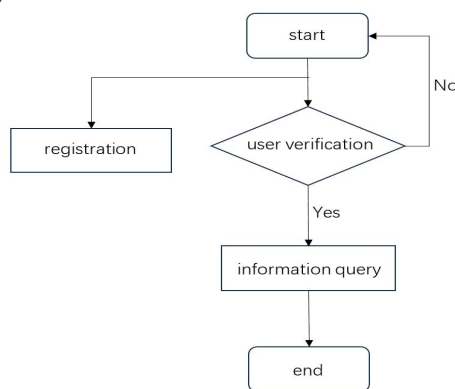 start
No
registration
user verification
Yes
information query
end